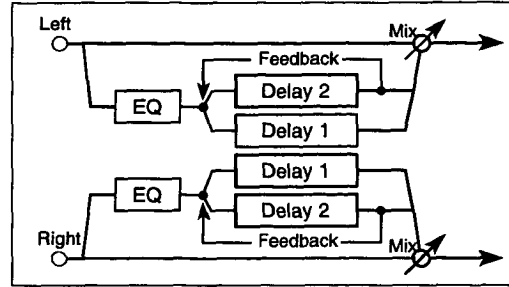 Left
Mix
Feedback
Delay 2
EQ
Delay 1
Delay 1
EQ
Delay 2
Right
Feedback
Mix